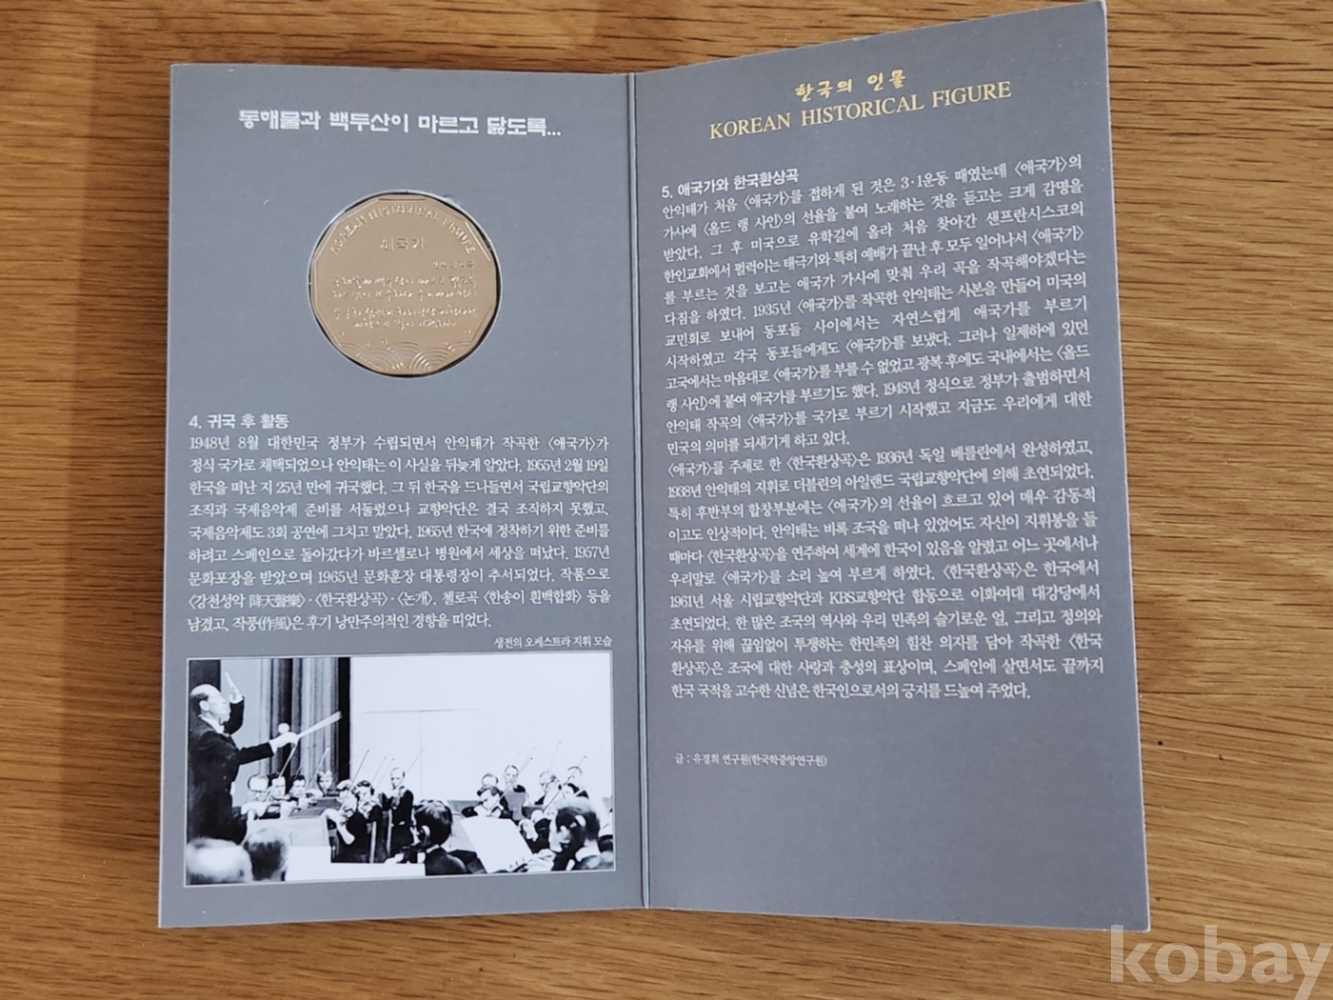 동해물과 백두산이 마르고 닳도록...
KOREAN HISTORICAL FIGURE
애국가
4. 귀국 후 활동
1948년 8월 대한민국 정부가 수립되면서 안익태가 작곡한 〈애국가〉가
정식 국가로 채택되었으나 안익태는 이 사실을 뒤늦게 알았다. 1955년 2월 19일
한국을 떠난 지 25년 만에 귀국했다. 그 뒤 한국을 드나들면서 국립교향악단의
조직과 국제음악제 준비를 서둘렀으나 교향악단은 결국 조직하지 못했고,
국제음악제도 3회 공연에 그치고 말았다. 1965년 한국에 정착하기 위한 준비를
하려고 스페인으로 돌아갔다가 바르셀로나 병원에서 세상을 떠났다. 1957년
문화포장을 받았으며 1965년 문화훈장 대통령장이 추서되었다. 작품으로
〈강천성악 降天聲樂〉·〈한국환상곡〉·〈논개〉, 첼로곡 〈한송이 흰백합화〉 등을
남겼고, 작풍(作風)은 후기 낭만주의적인 경향을 띠었다.
생전의 오케스트라 지휘 모습
한국의 인물
KOREAN HISTORICAL FIGURE
5. 애국가와 한국환상곡
안익태가 처음 〈애국가〉를 접하게 된 것은 3·1운동 때였는데 〈애국가〉의
가사에 〈올드 랭 사인〉의 선율을 붙여 노래하는 것을 듣고는 크게 감명을
받았다. 그 후 미국으로 유학길에 올라 처음 찾아간 샌프란시스코의
한인교회에서 펄럭이는 태극기와 특히 예배가 끝난 후 모두 일어나서 〈애국가〉
를 부르는 것을 보고는 애국가 가사에 맞춰 우리 곡을 작곡해야겠다는
다짐을 하였다. 1935년 〈애국가〉를 작곡한 안익태는 사본을 만들어 미국의
교민회로 보내어 동포들 사이에서는 자연스럽게 애국가를 부르기
시작하였고 각국 동포들에게도 〈애국가〉를 보냈다. 그러나 일제하에 있던
고국에서는 마음대로 〈애국가〉를 부를 수 없었고 광복 후에도 국내에서는 〈올드
랭 사인〉에 붙여 애국가를 부르기도 했다. 1948년 정식으로 정부가 출범하면서
안익태 작곡의 〈애국가〉를 국가로 부르기 시작했고 지금도 우리에게 대한
민국의 의미를 되새기게 하고 있다.
〈애국가〉를 주제로 한 〈한국환상곡〉은 1936년 독일 베를린에서 완성하였고,
1938년 안익태의 지휘로 더블린의 아일랜드 국립교향악단에 의해 초연되었다.
특히 후반부의 합창부분에는 〈애국가〉의 선율이 흐르고 있어 매우 감동적
이고도 인상적이다. 안익태는 비록 조국을 떠나 있었어도 자신이 지휘봉을 들
때마다 〈한국환상곡〉을 연주하여 세계에 한국이 있음을 알렸고 어느 곳에서나
우리말로 〈애국가〉를 소리 높여 부르게 하였다. 〈한국환상곡〉은 한국에서
1961년 서울 시립교향악단과 KBS교향악단 합동으로 이화여대 대강당에서
초연되었다. 한 많은 조국의 역사와 우리 민족의 슬기로운 얼, 그리고 정의와
자유를 위해 끊임없이 투쟁하는 한민족의 힘찬 의지를 담아 작곡한 〈한국
환상곡〉은 조국에 대한 사랑과 충성의 표상이며, 스페인에 살면서도 끝까지
한국 국적을 고수한 신념은 한국인으로서의 긍지를 드높여 주었다.
글 : 유경희 연구원(한국학중앙연구원)
kobay